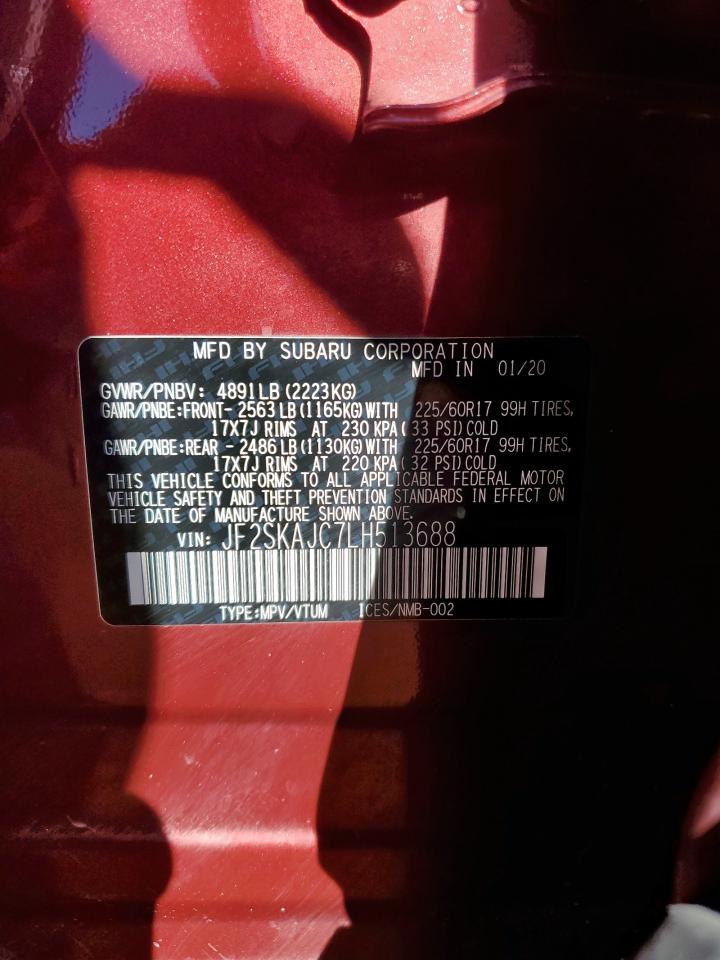 MFD BY SUBARU CORPORATION
MFD IN 01/20
GVWR/PNBV: 4891LB (2223KG)
GAWR/PNBE:FRONT- 2563 LB (1165KG) WITH 225/60R17 99H TIRES,
17X7J RIMS AT 230 KPA( 33 PSI) COLD
GAWR/PNBE:REAR - 2486 LB (1130KG) WITH 225/60R17 99H TIRES,
17X7J RIMS AT 220 KPA( 32 PSI) COLD
THIS VEHICLE CONFORMS TO ALL APPLICABLE FEDERAL MOTOR
VEHICLE SAFETY AND THEFT PREVENTION STANDARDS IN EFFECT ON
THE DATE OF MANUFACTURE SHOWN ABOVE.
VIN: JF2SKAJC7LH513688
TYPE:MPV/VTUM ICES/NMB-002